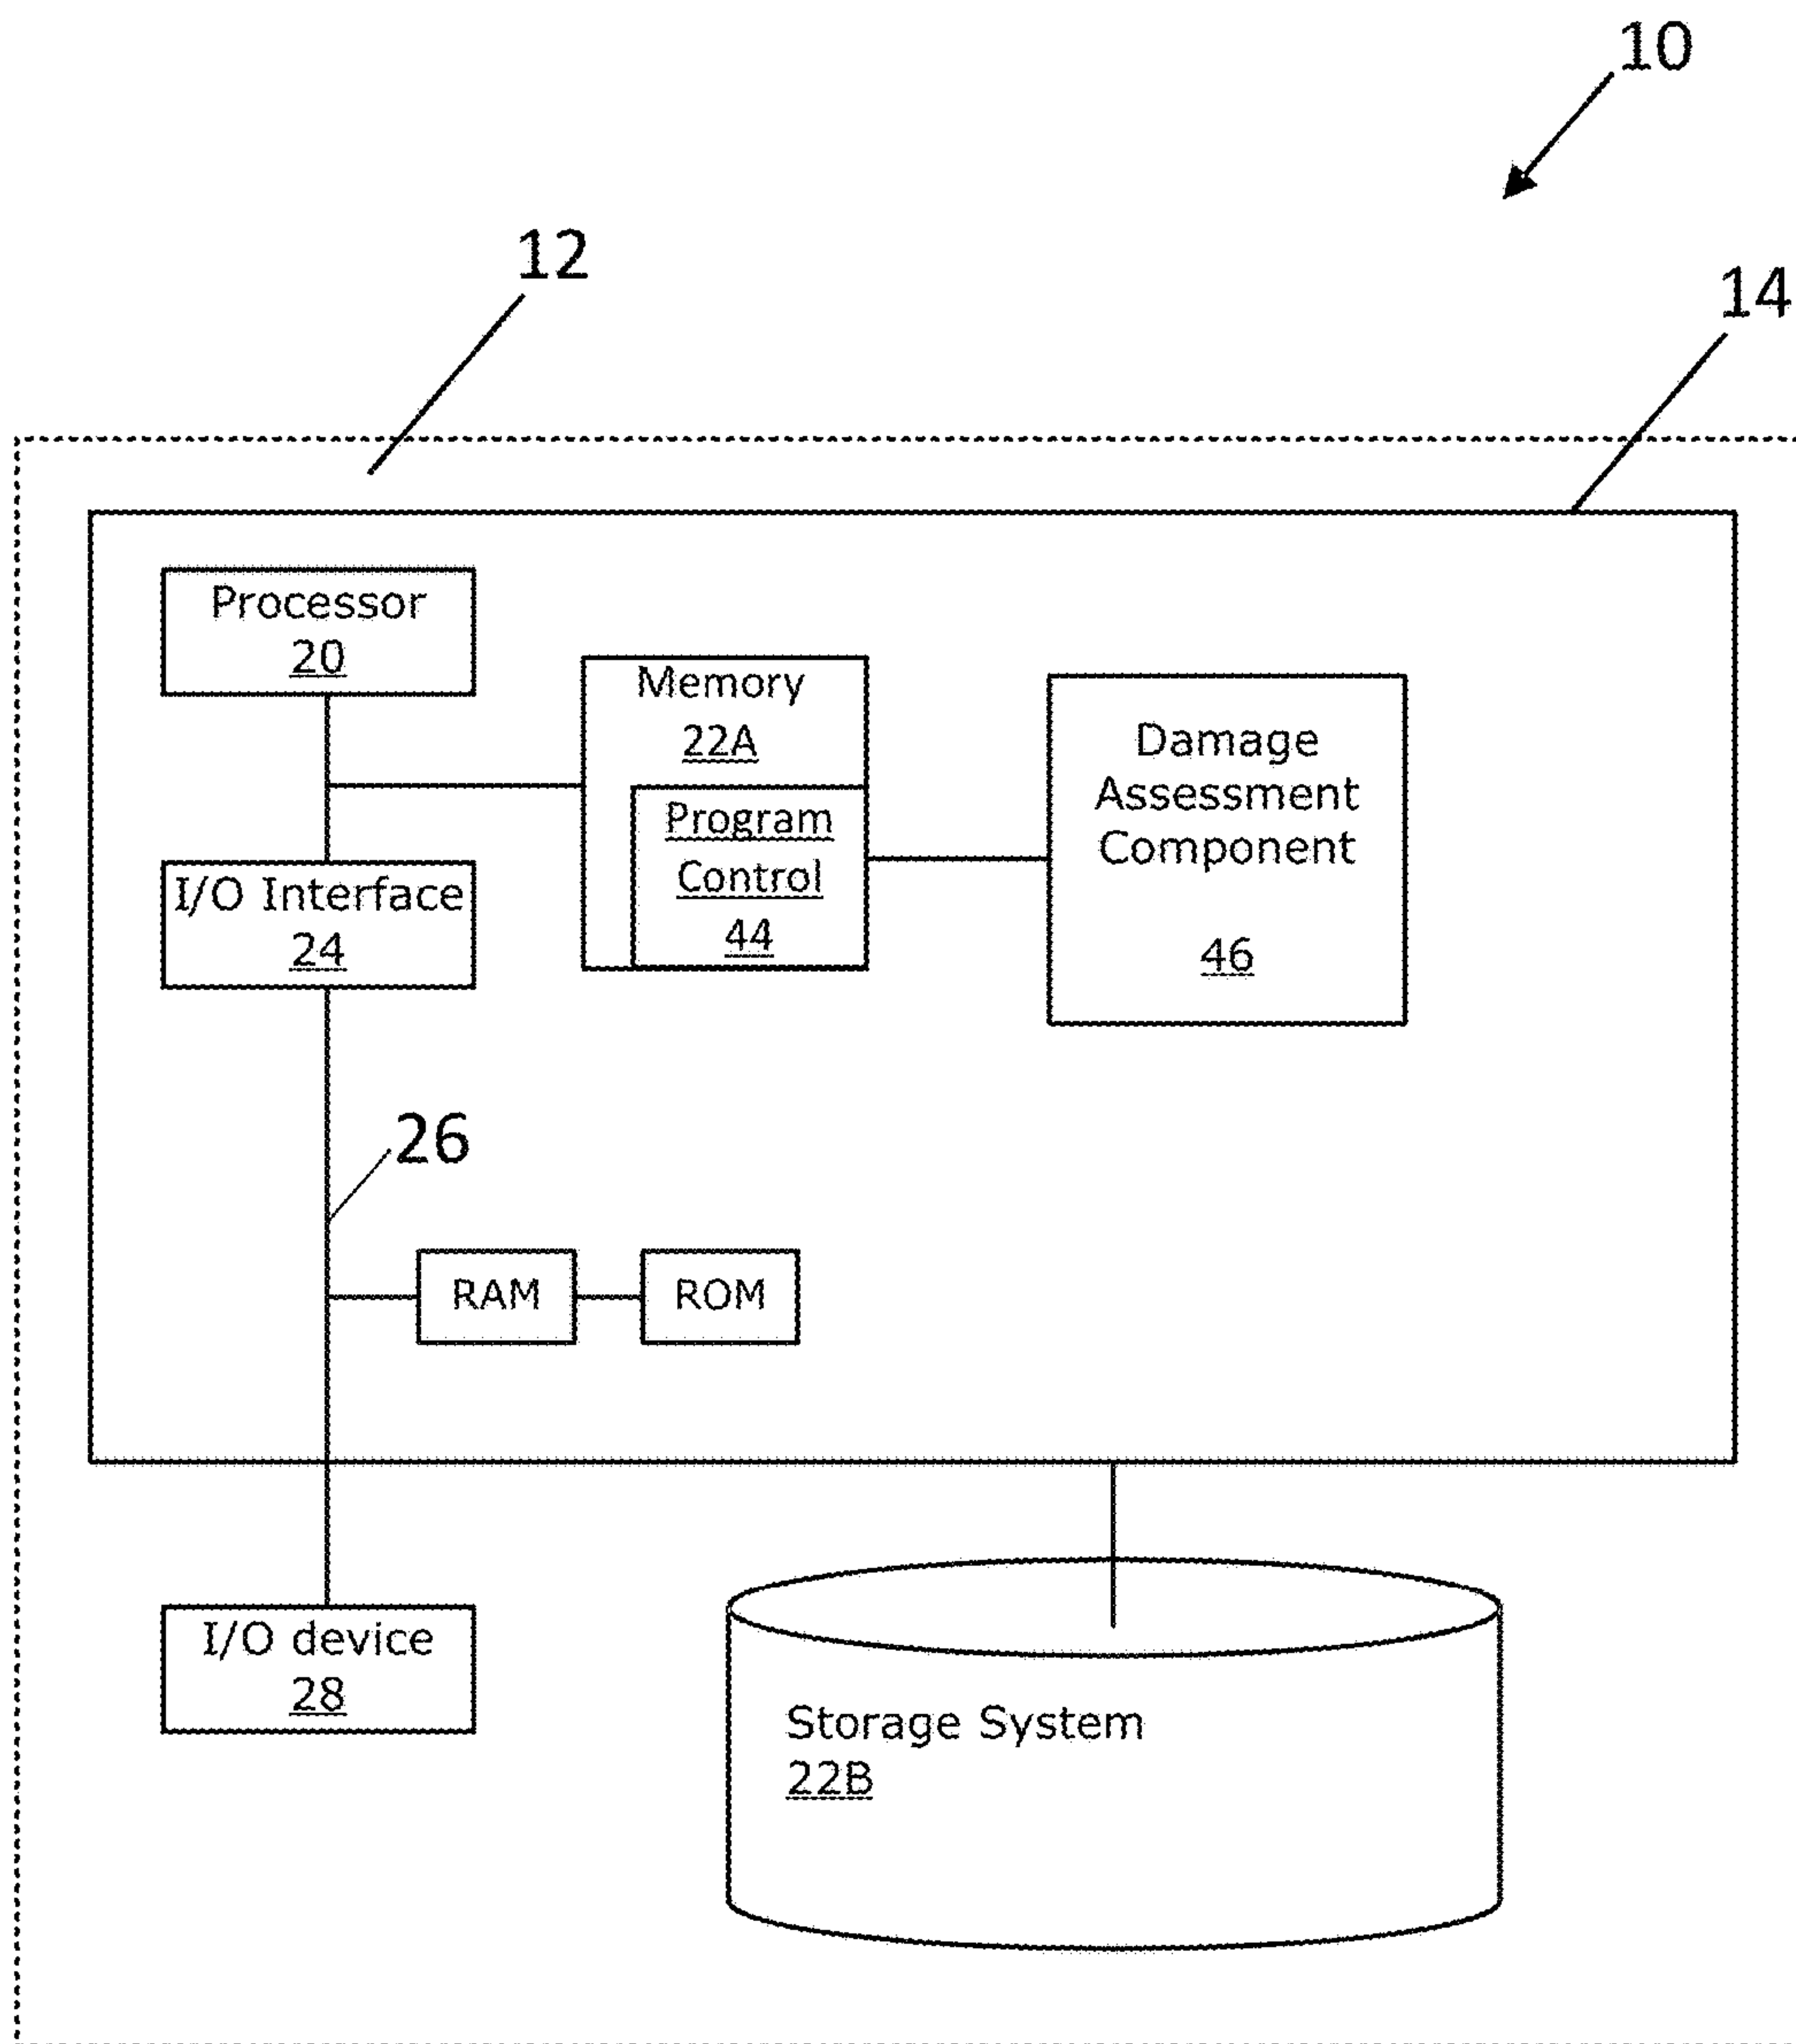 10
12
14
Processor
20
Memory
22A
Program
Control
44
Damage
Assessment
Component
46
I/O Interface
24
26
RAM
ROM
I/O device
28
Storage System
22B